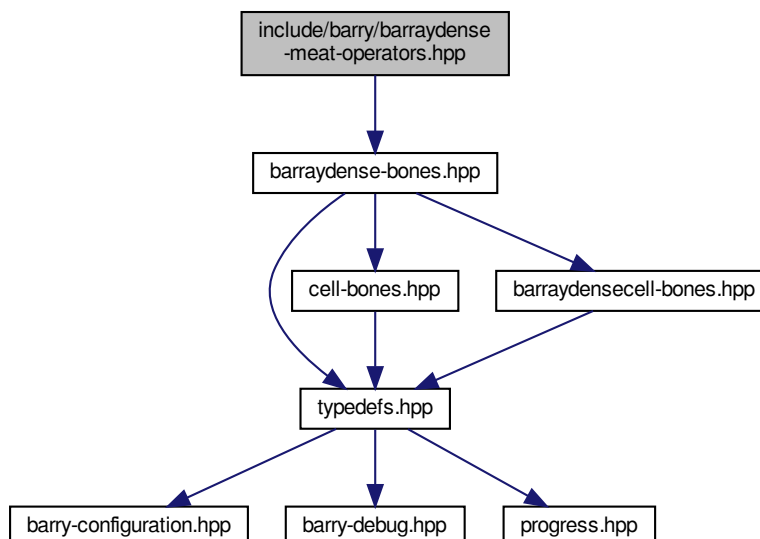 include/barry/barraydense
-meat-operators.hpp
barraydense-bones.hpp
cell-bones.hpp
barraydensecell-bones.hpp
typedefs.hpp
barry-configuration.hpp
barry-debug.hpp
progress.hpp